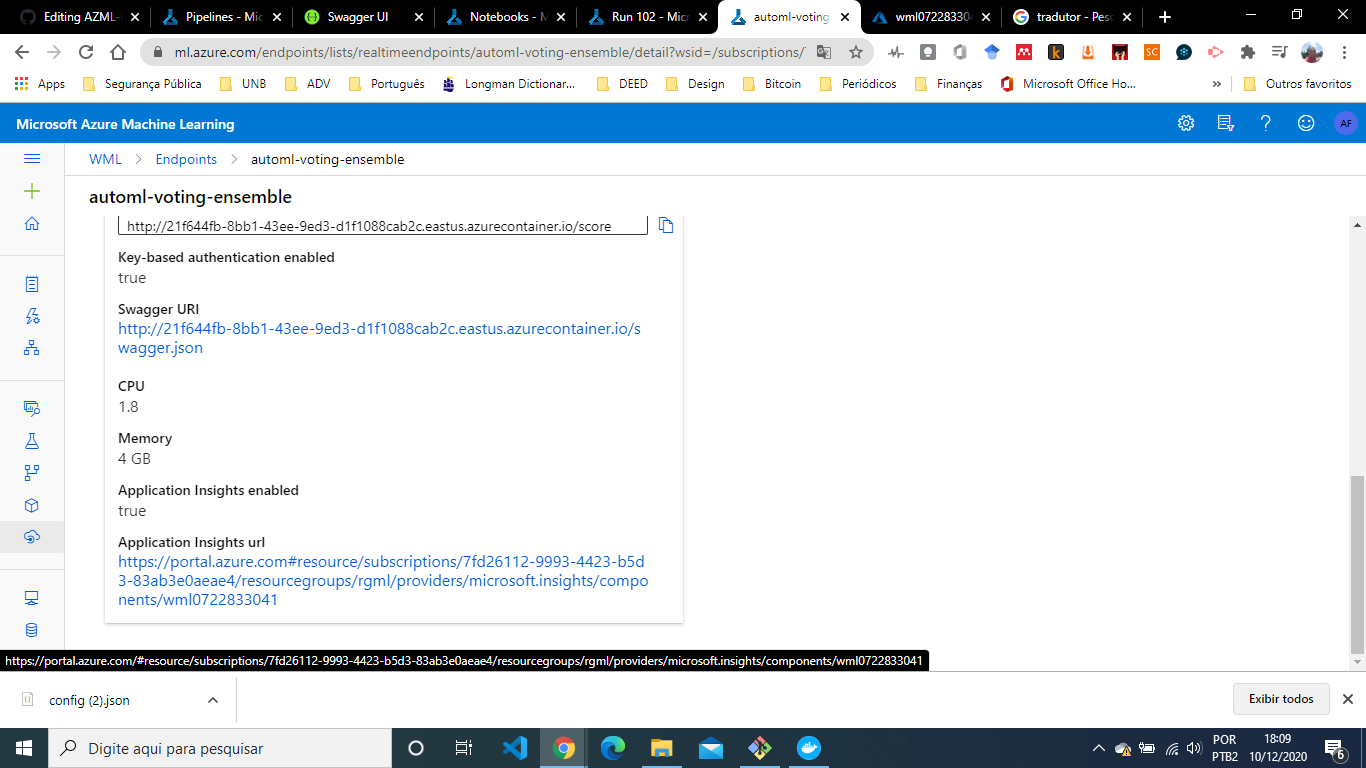 Editing AZML-
Pipelines - Mic
Swagger UI
Notebooks - M
Run 102 - Micr
automl-voting
wml072283304
tradutor - Pesq
ml.azure.com/endpoints/lists/realtimeendpoints/automl-voting-ensemble/detail?wsid=/subscriptions/
Apps
Segurança Pública
UNB
ADV
Português
Longman Dictionar...
DEED
Design
Bitcoin
Periódicos
Finanças
Microsoft Office Ho...
»
Outros favoritos
Microsoft Azure Machine Learning
AF
WML > Endpoints > automl-voting-ensemble
automl-voting-ensemble
http://21f644fb-8bb1-43ee-9ed3-d1f1088cab2c.eastus.azurecontainer.io/score
Key-based authentication enabled
true
Swagger URI
http://21f644fb-8bb1-43ee-9ed3-d1f1088cab2c.eastus.azurecontainer.io/s
wagger.json
CPU
1.8
Memory
4 GB
Application Insights enabled
true
Application Insights url
https://portal.azure.com#resource/subscriptions/7fd26112-9993-4423-b5d
3-83ab3e0aeae4/resourcegroups/rgml/providers/microsoft.insights/compo
nents/wml0722833041
https://portal.azure.com/#resource/subscriptions/7fd26112-9993-4423-b5d3-83ab3e0aeae4/resourcegroups/rgml/providers/microsoft.insights/components/wml0722833041
config (2).json
Exibir todos
Digite aqui para pesquisar
POR
PTB2
18:09
10/12/2020
6